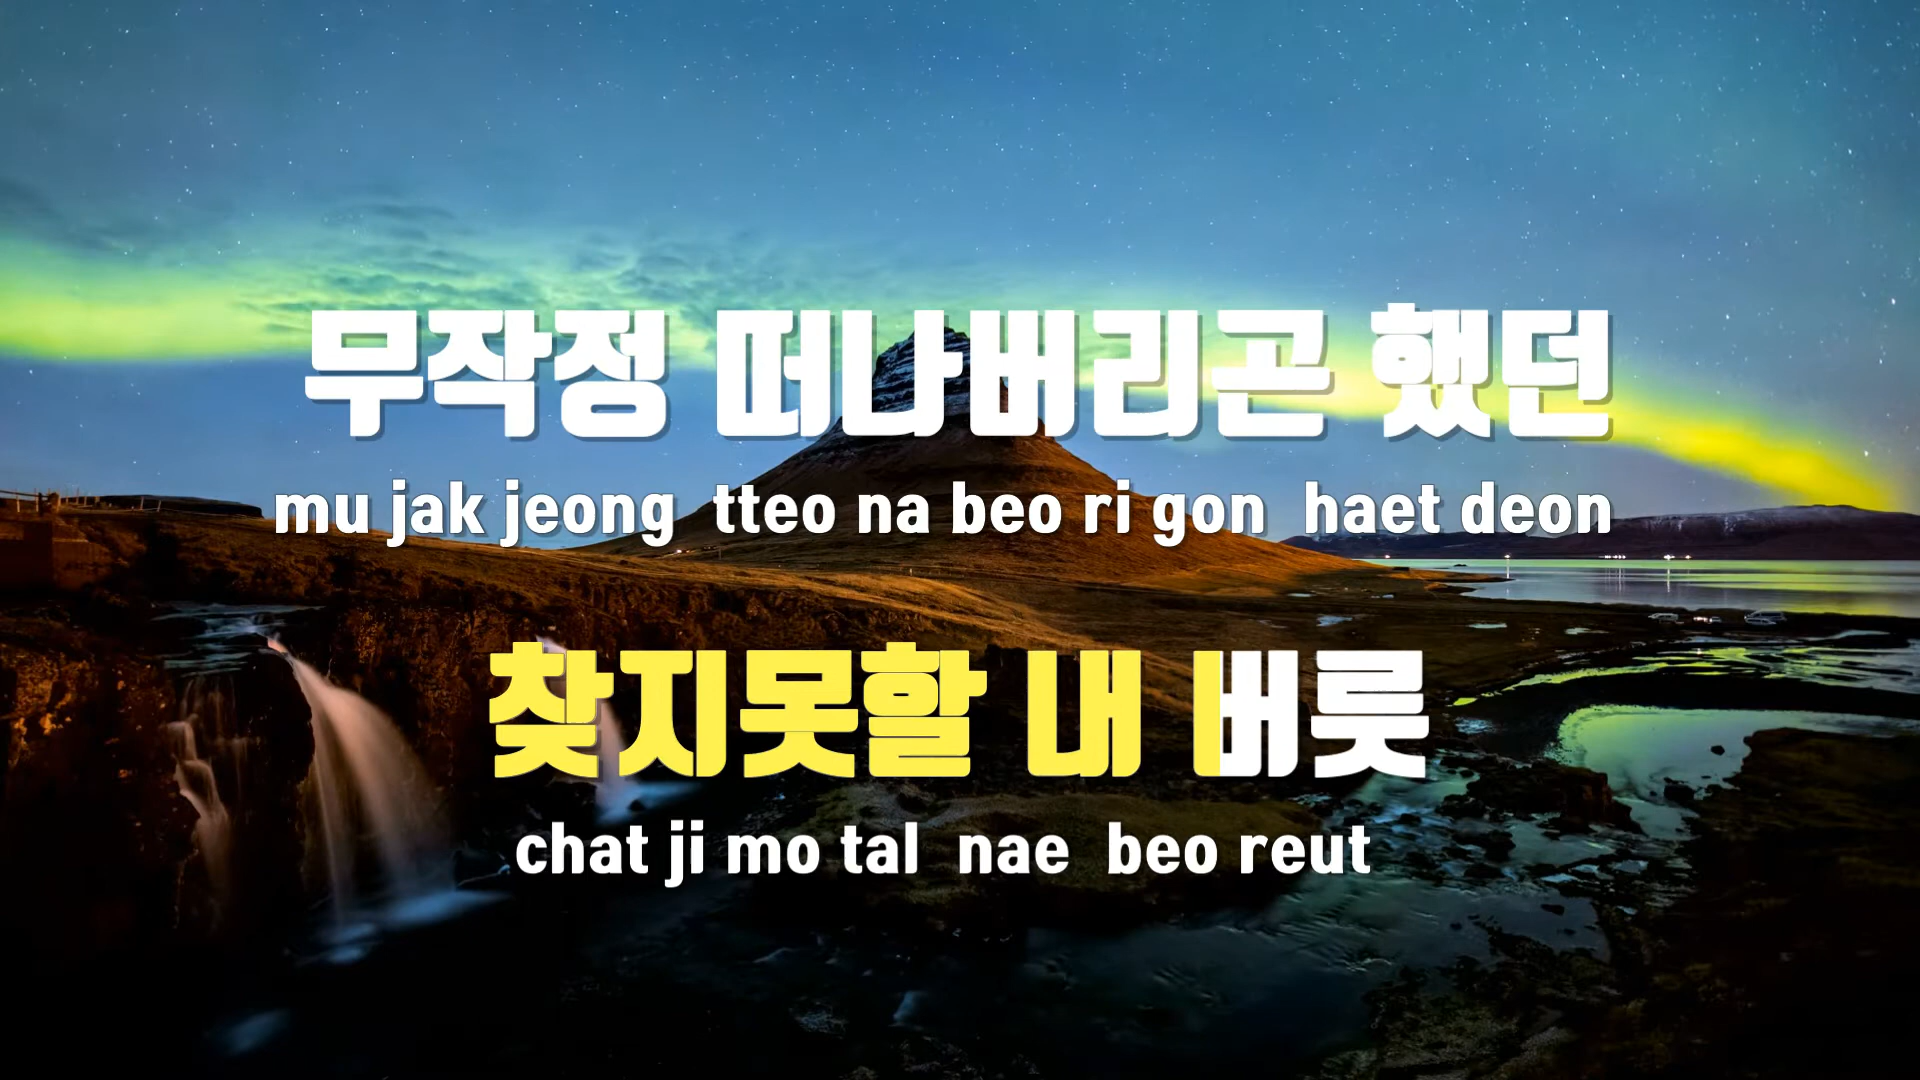 무작정 떠나버리곤 했던
mu jak jeong tteo na beo ri gon haet deon
찾지못할 내 버릇
chat ji mo tal nae beo reut